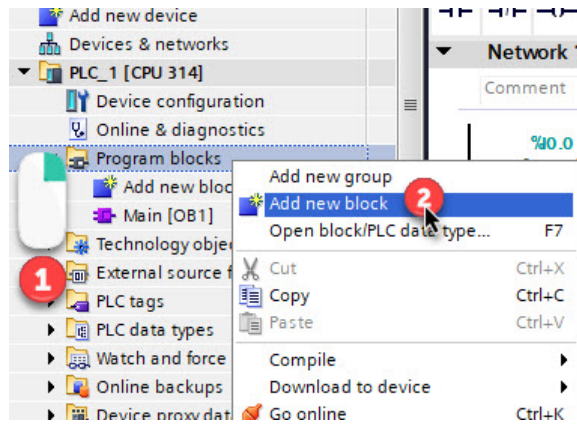 Add new device
Devices & networks
PLC_1 [CPU 314]
Device configuration
Online & diagnostics
Program blocks
Add new bloc
Main [OB1]
Technology objec
External source f
PLC tags
PLC data types
Watch and force
Online backups
Device proxy dat
1
Add new group
Add new block
2
Open block/PLC data type... F7
Cut Ctrl+X
Copy Ctrl+C
Paste Ctrl+V
Compile
Download to device
Go online Ctrl+K
Network
Comment
%I0.0